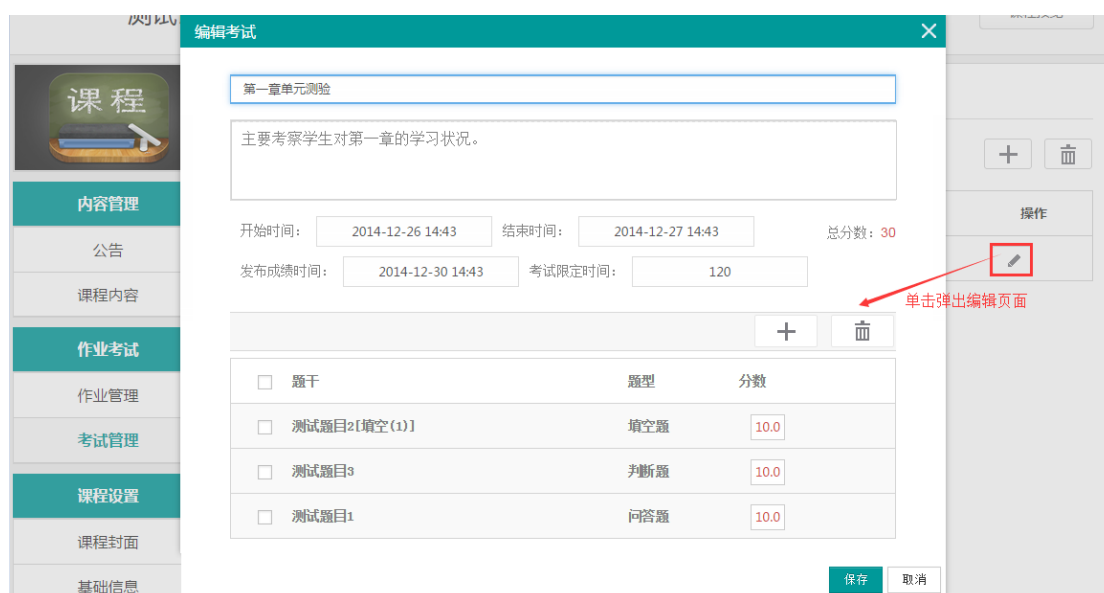 测试
编辑考试
课程
第一章单元测验
主要考察学生对第一章的学习状况。
内容管理
公告
课程内容
作业考试
作业管理
考试管理
课程设置
课程封面
基础信息
开始时间: 2014-12-26 14:43 结束时间: 2014-12-27 14:43 总分数: 30
发布成绩时间: 2014-12-30 14:43 考试限定时间: 120
操作
单击弹出编辑页面
题干 题型 分数
测试题目2[填空(1)] 填空题 10.0
测试题目3 判断题 10.0
测试题目1 问答题 10.0
保存 取消